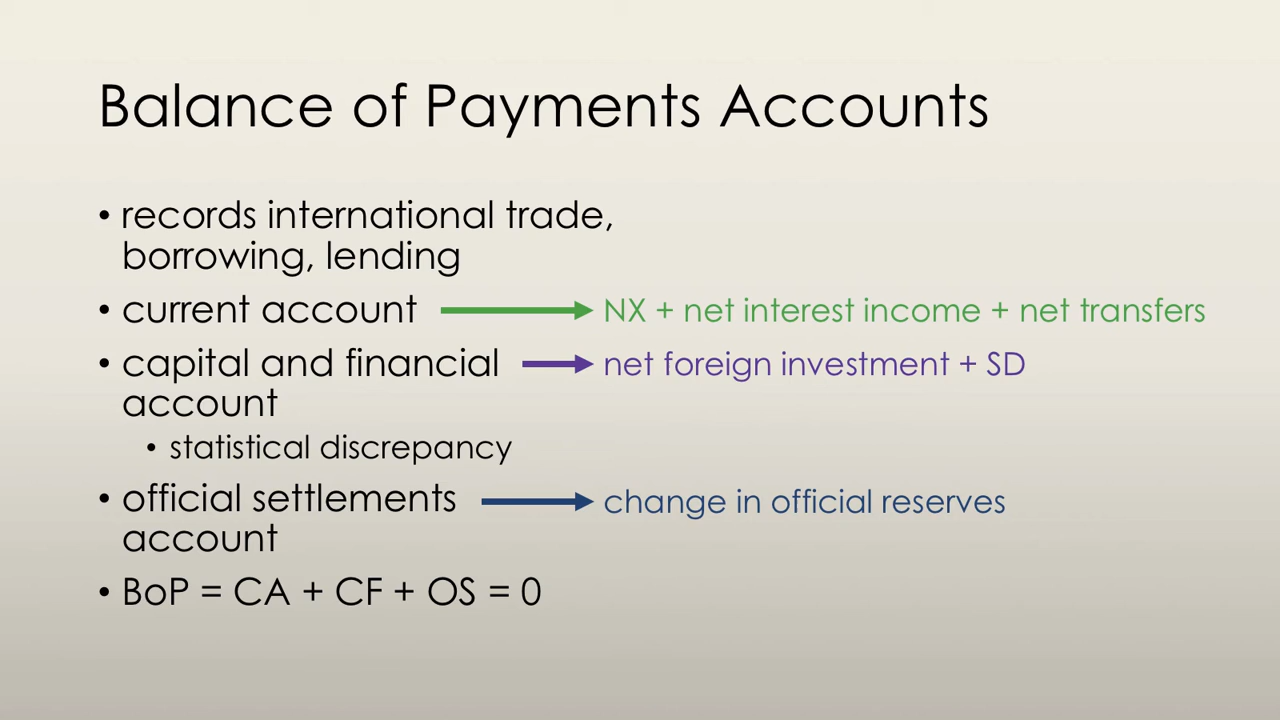 Balance of Payments Accounts
• records international trade,
borrowing, lending
• current account
NX + net interest income + net transfers
• capital and financial
net foreign investment + SD
account
• statistical discrepancy
• official settlements
change in official reserves
account
• BoP = CA + CF + OS = 0